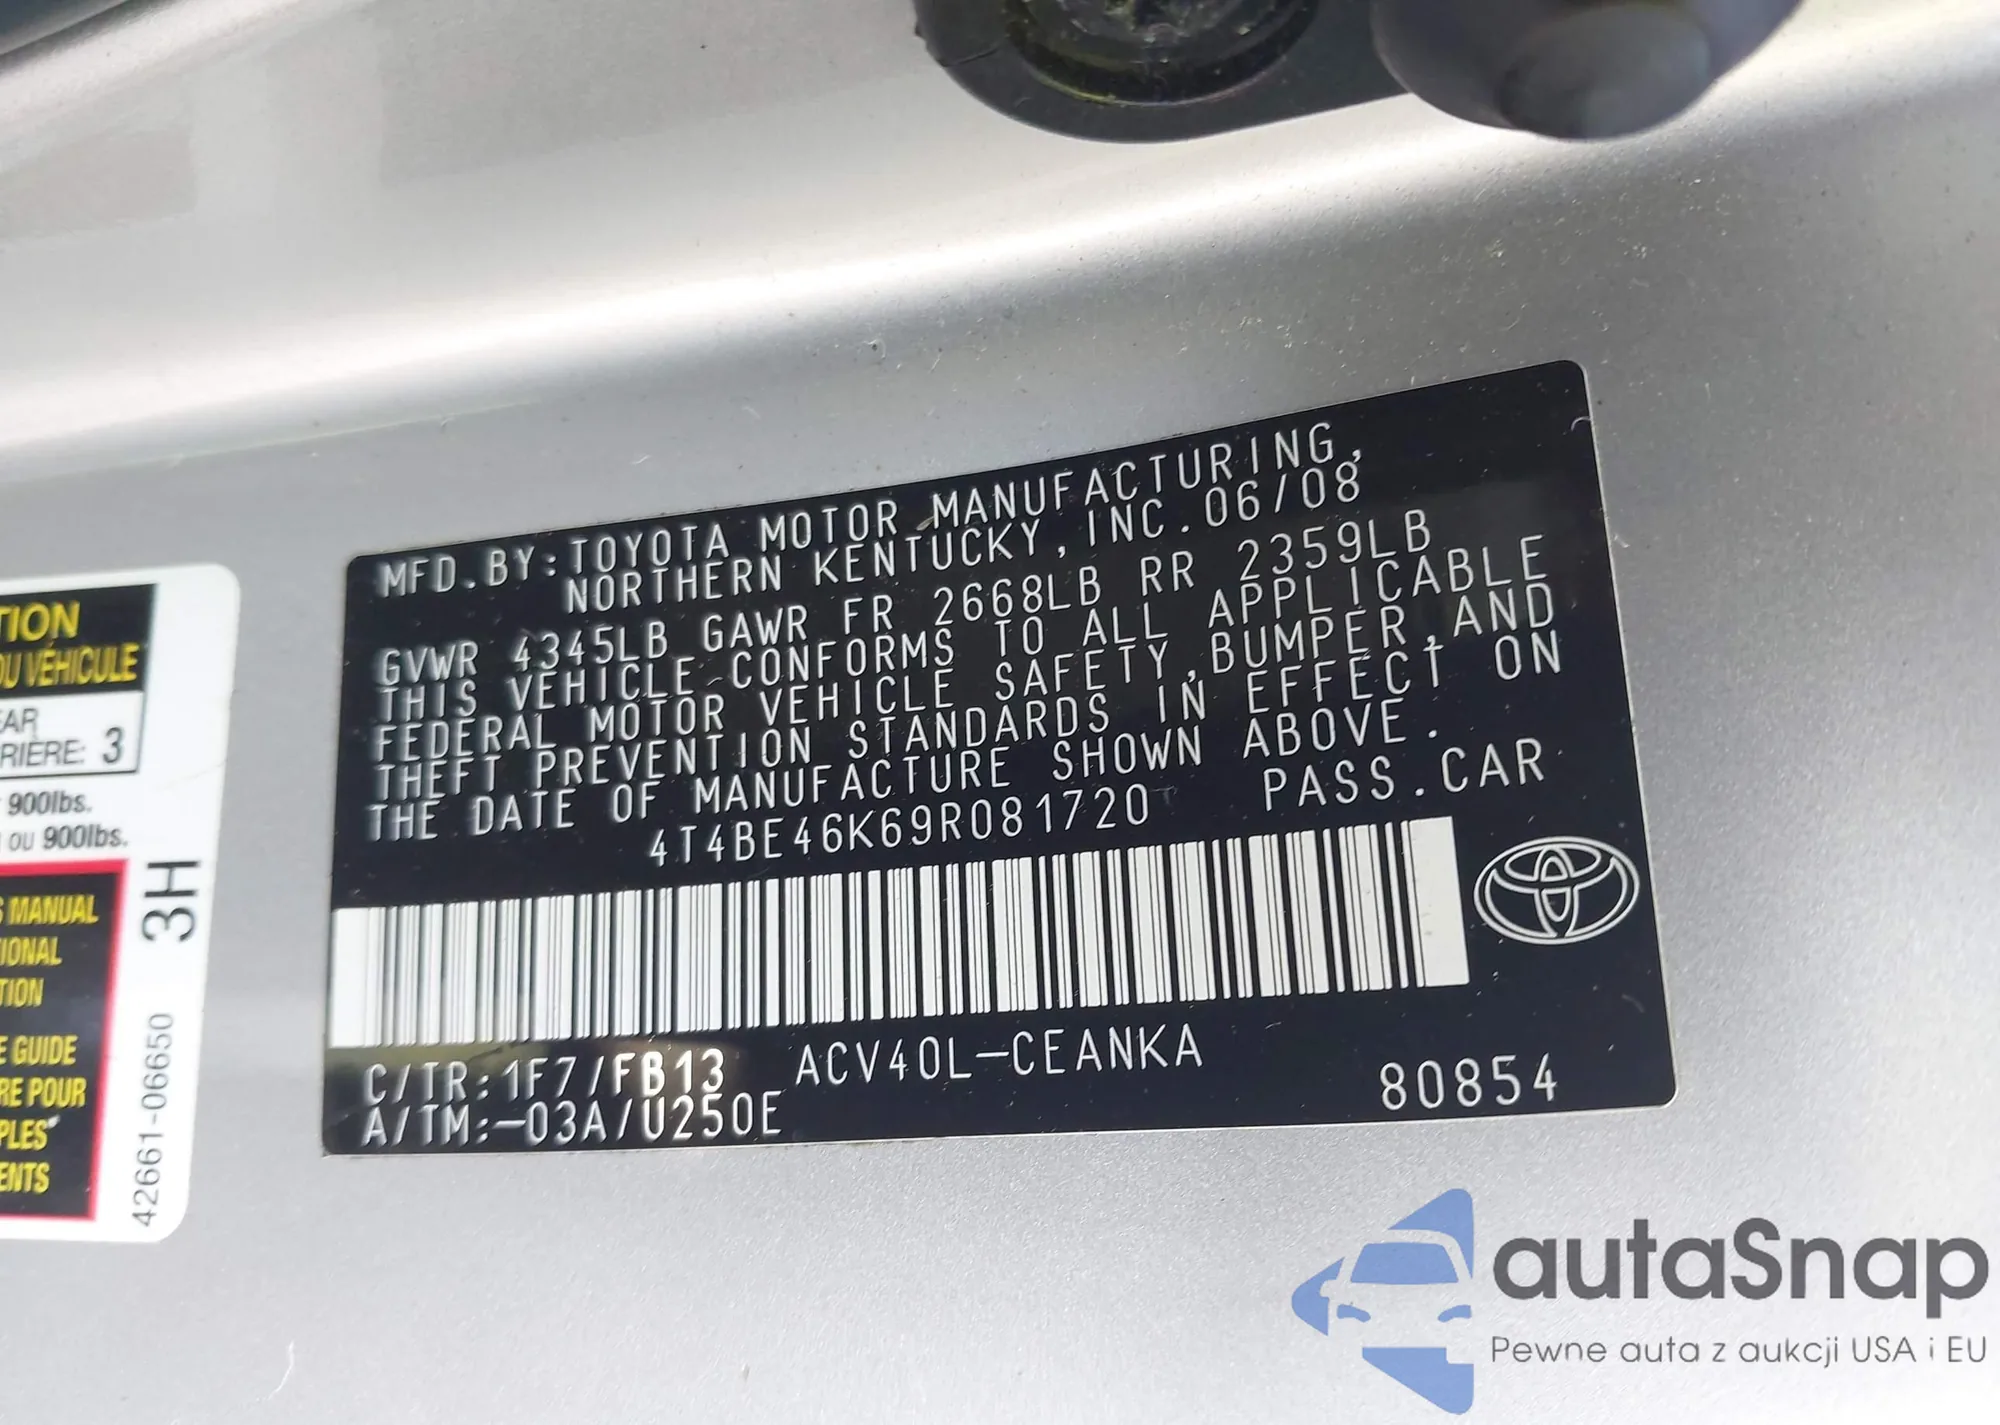 MFD.BY:TOYOTA MOTOR MANUFACTURING,
NORTHERN KENTUCKY,INC.06/08
GVWR 4345LB GAWR FR 2668LB RR 2359LB
THIS VEHICLE CONFORMS TO ALL APPLICABLE
FEDERAL MOTOR VEHICLE SAFETY,BUMPER,AND
THEFT PREVENTION STANDARDS IN EFFECT ON
THE DATE OF MANUFACTURE SHOWN ABOVE.
4T4BE46K69R081720 PASS.CAR
C/TR:1F7/FB13 ACV40L-CEANKA
A/TM:-03A/U250E 80854
TION
DU VÉHICULE
EAR
RIERE: 3
900lbs.
OU 900lbs.
3H
S MANUAL
IONAL
TION
E GUIDE
RE POUR
PLES
ENTS
42661-06650
autaSnap
Pewne auta z aukcji USA i EU